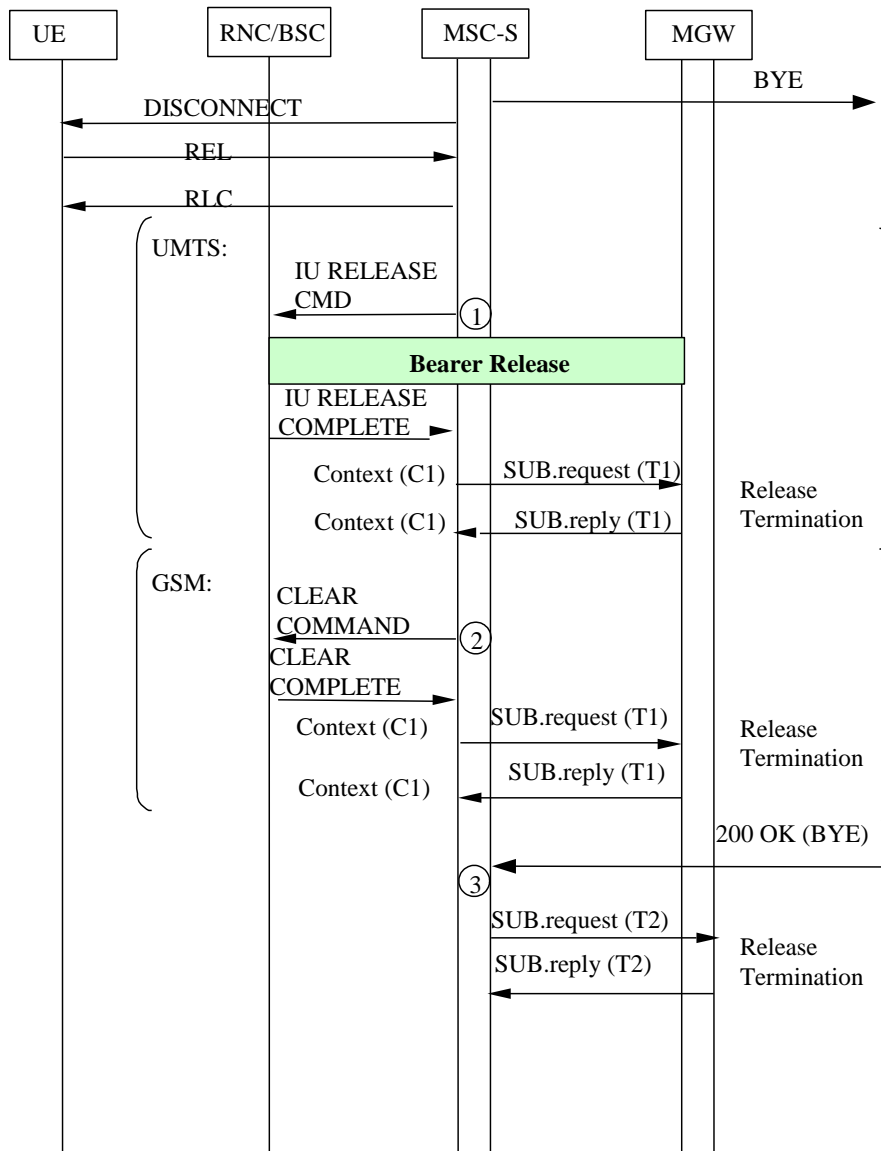 UE
RNC/BSC
MSC-S
MGW
BYE
DISCONNECT
REL
RLC
UMTS:
IU RELEASE
CMD
1
Bearer Release
IU RELEASE
COMPLETE
Context (C1)
SUB.request (T1)
Release
Termination
Context (C1)
SUB.reply (T1)
GSM:
CLEAR
COMMAND
2
CLEAR
COMPLETE
Context (C1)
SUB.request (T1)
Release
Termination
Context (C1)
SUB.reply (T1)
200 OK (BYE)
3
SUB.request (T2)
Release
Termination
SUB.reply (T2)